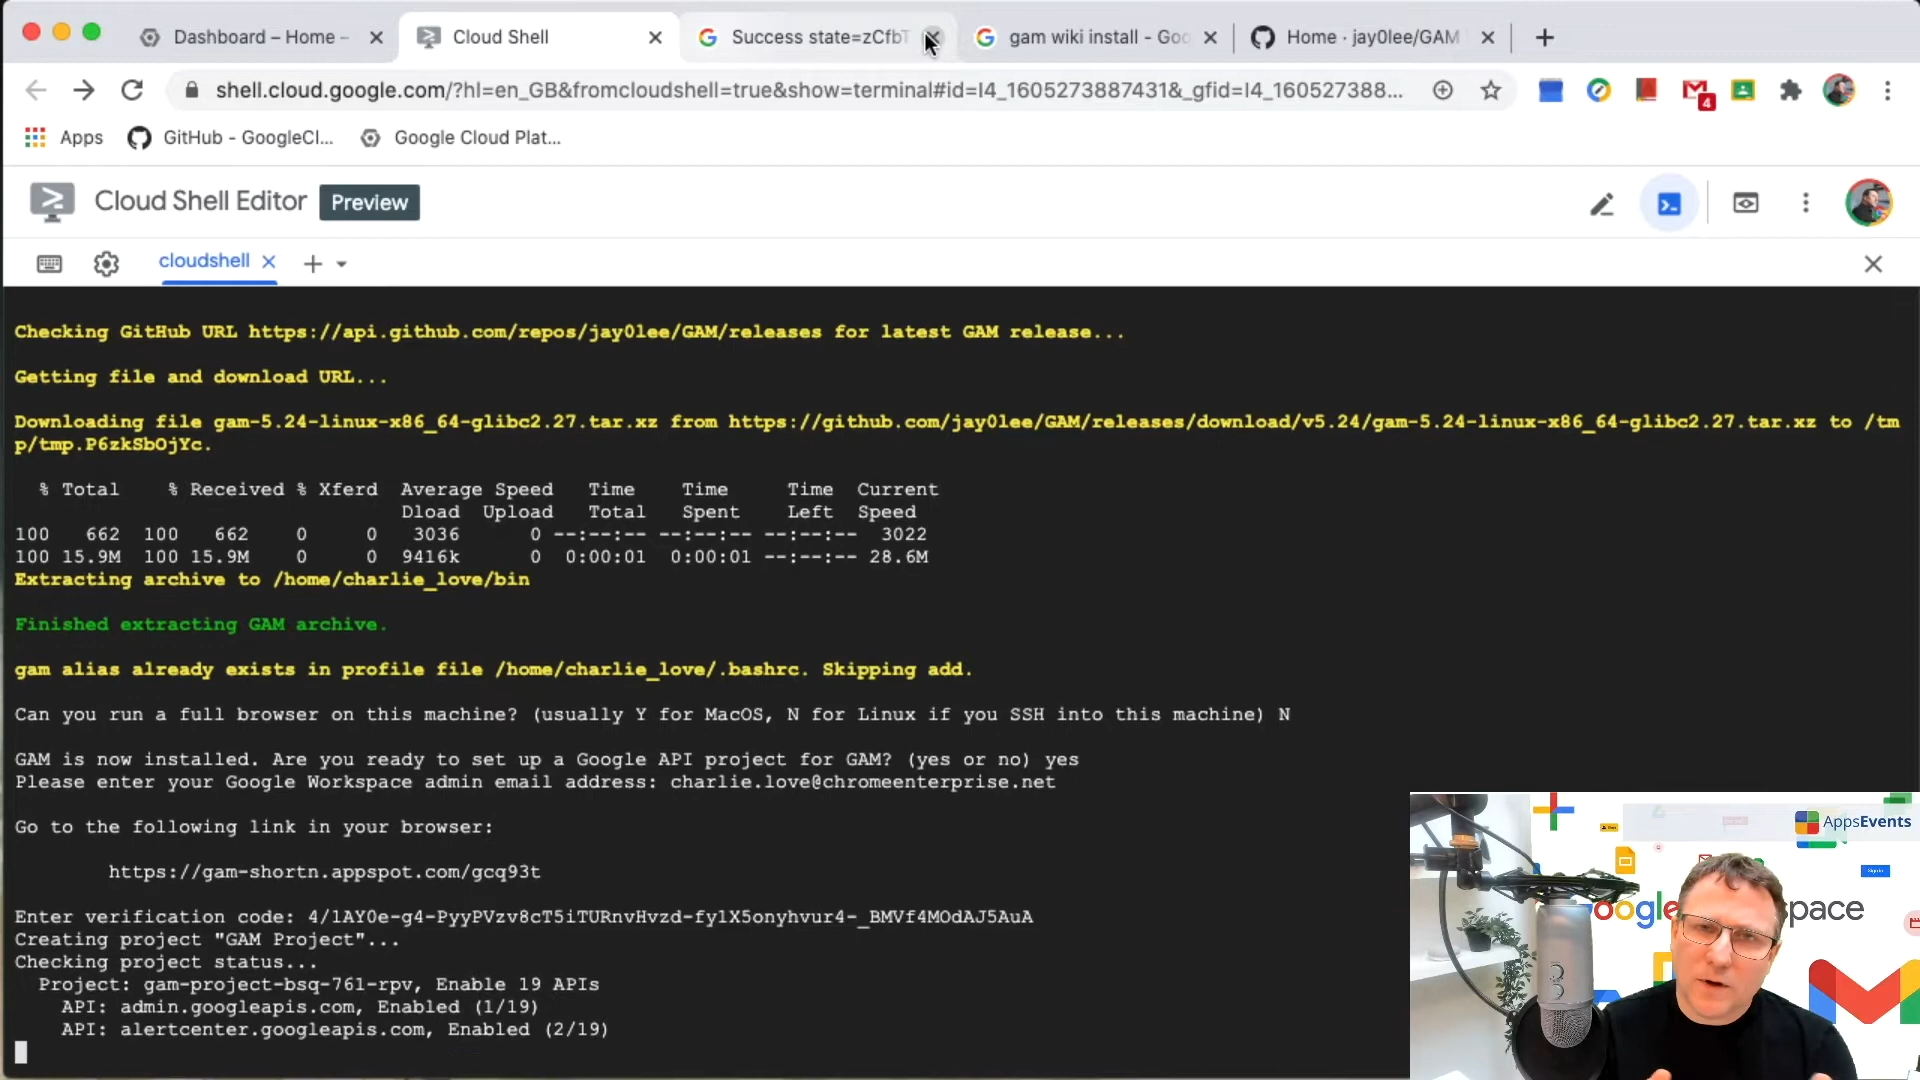 Dashboard – Home –
Cloud Shell
Success state=zCfbT
gam wiki install - Goo
Home · jay0lee/GAM
shell.cloud.google.com/?hl=en_GB&fromcloudshell=true&show=terminal#id=I4_1605273887431&_gfid=I4_160527388...
4
Apps
GitHub - GoogleCl...
Google Cloud Plat...
Cloud Shell Editor
Preview
cloudshell
Checking GitHub URL https://api.github.com/repos/jay0lee/GAM/releases for latest GAM release...
Getting file and download URL...
Downloading file gam-5.24-linux-x86_64-glibc2.27.tar.xz from https://github.com/jay0lee/GAM/releases/download/v5.24/gam-5.24-linux-x86_64-glibc2.27.tar.xz to /tm
p/tmp.P6zkSbOjYc.
% Total % Received % Xferd Average Speed Time Time Time Current
Dload Upload Total Spent Left Speed
100 662 100 662 0 0 3036 0 --:--:-- --:--:-- --:--:-- 3022
100 15.9M 100 15.9M 0 0 9416k 0 0:00:01 0:00:01 --:--:-- 28.6M
Extracting archive to /home/charlie_love/bin
Finished extracting GAM archive.
gam alias already exists in profile file /home/charlie_love/.bashrc. Skipping add.
Can you run a full browser on this machine? (usually Y for MacOS, N for Linux if you SSH into this machine) N
GAM is now installed. Are you ready to set up a Google API project for GAM? (yes or no) yes
Please enter your Google Workspace admin email address: charlie.love@chromeenterprise.net
Go to the following link in your browser:
https://gam-shortn.appspot.com/gcq93t
Enter verification code: 4/1AY0e-g4-PyyPVzv8cT5iTURnvHvzd-fy1X5onyhvur4-_BMVf4MOdAJ5AuA
Creating project "GAM Project"...
Checking project status...
Project: gam-project-bsq-761-rpv, Enable 19 APIs
API: admin.googleapis.com, Enabled (1/19)
API: alertcenter.googleapis.com, Enabled (2/19)
AppsEvents
oogle space